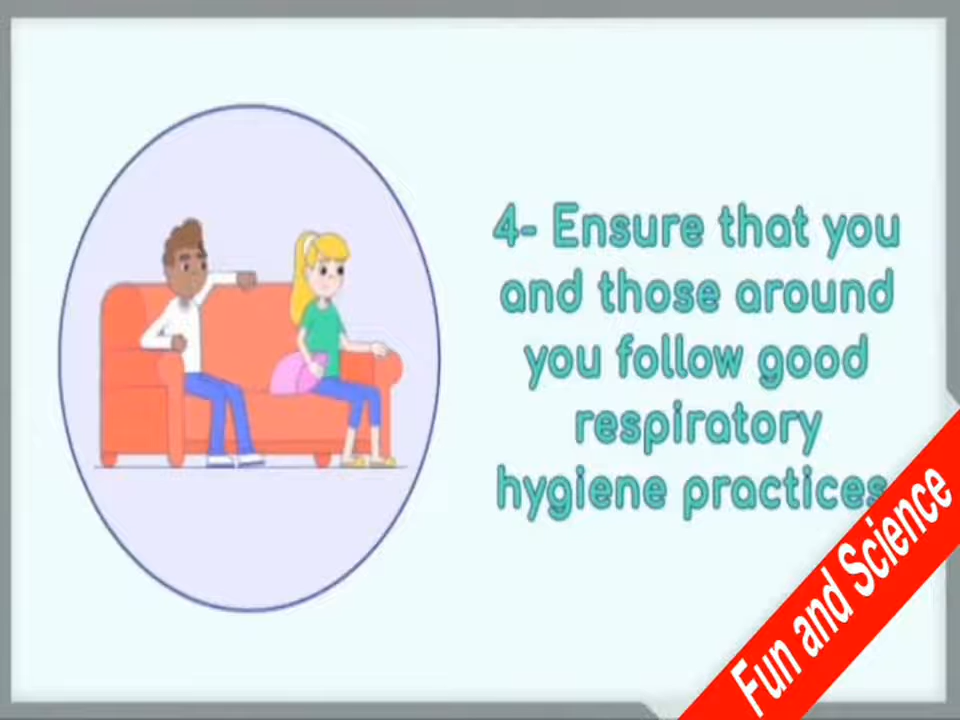 4- Ensure that you
and those around
you follow good
respiratory
hygiene practices
Fun and Science